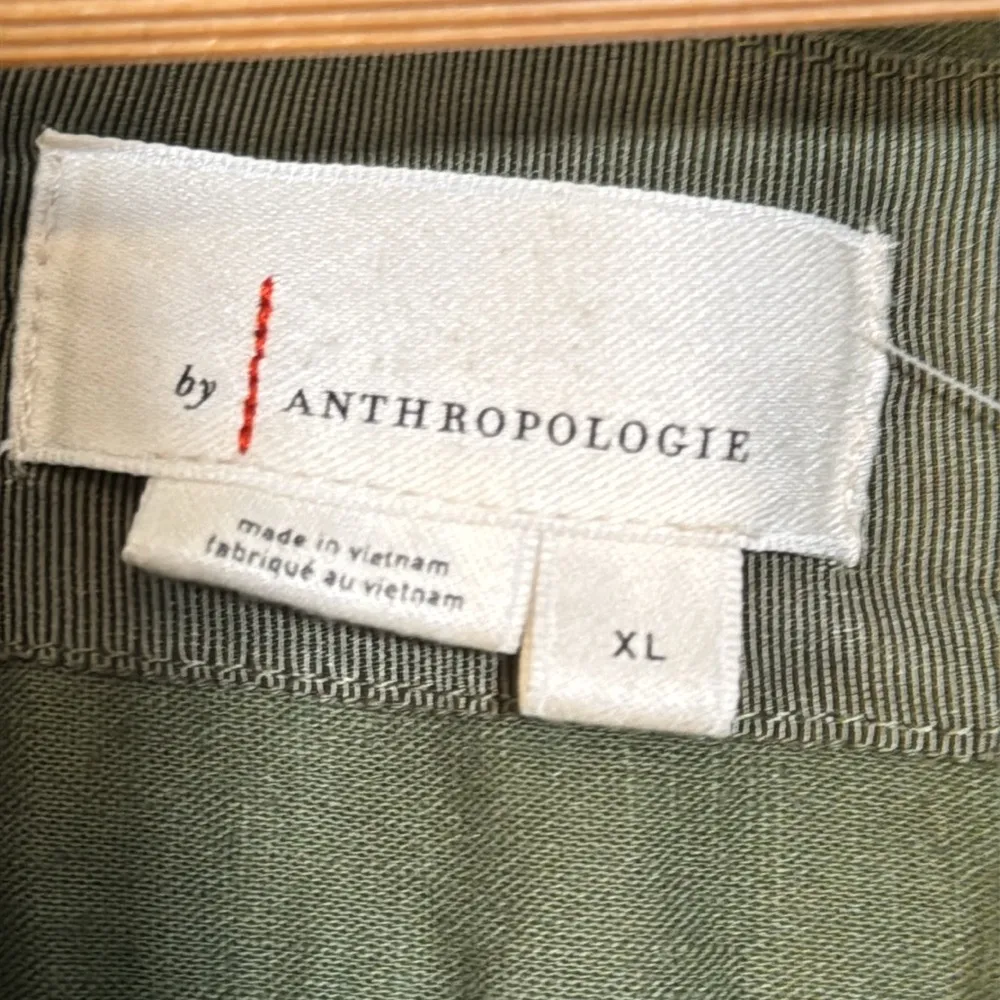 by | ANTHROPOLOGIE
made in vietnam
fabriqué au vietnam
XL